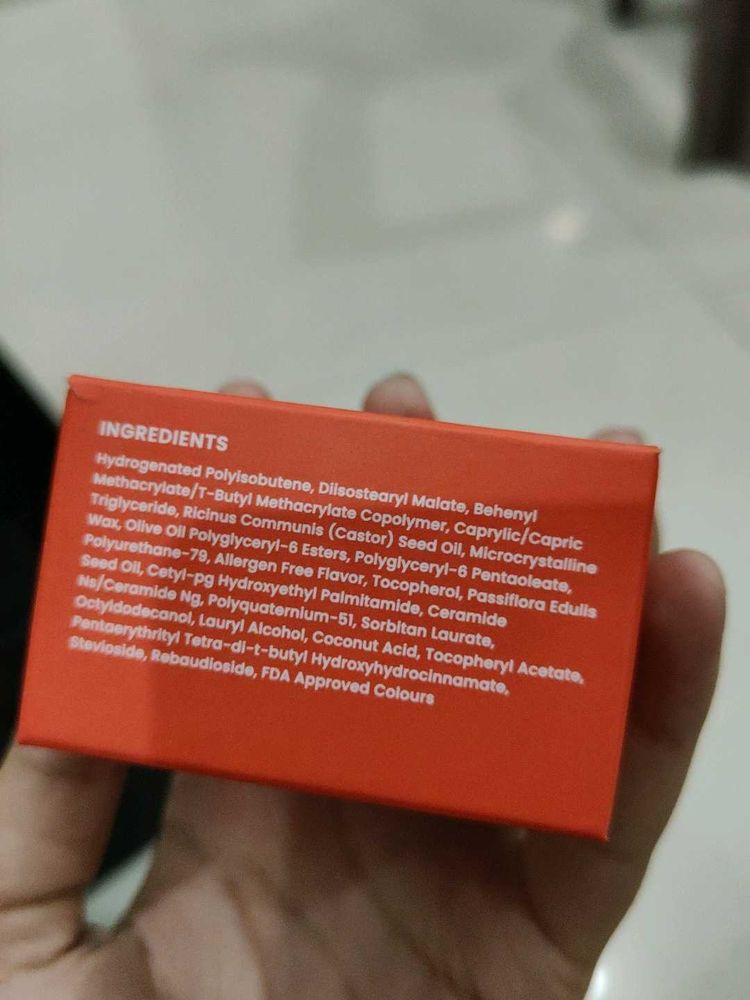 INGREDIENTS
Hydrogenated Polyisobutene, Diisostearyl Malate, Behenyl
Methacrylate/T-Butyl Methacrylate Copolymer, Caprylic/Capric
Triglyceride, Ricinus Communis (Castor) Seed Oil, Microcrystalline
Wax, Olive Oil Polyglyceryl-6 Esters, Polyglyceryl-6 Pentaoleate,
Polyurethane-79, Allergen Free Flavor, Tocopherol, Passiflora Edulis
Seed Oil, Cetyl-pg Hydroxyethyl Palmitamide, Ceramide
Ns/Ceramide Ng, Polyquaternium-51, Sorbitan Laurate,
Octyldodecanol, Lauryl Alcohol, Coconut Acid, Tocopheryl Acetate,
Pentaerythrityl Tetra-di-t-butyl Hydroxyhydrocinnamate,
Stevioside, Rebaudioside, FDA Approved Colours